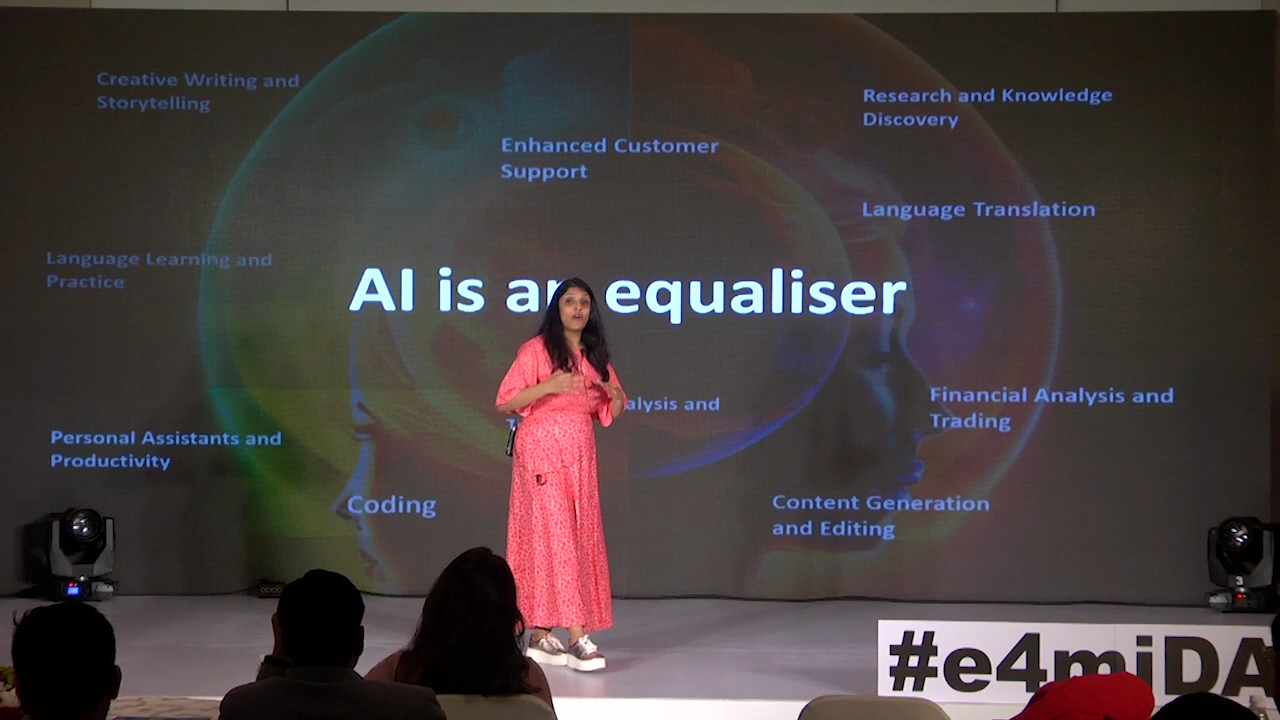 Creative Writing and
Storytelling
Research and Knowledge
Discovery
Enhanced Customer
Support
Language Translation
Language Learning and
Practice
AI is an equaliser
and
Financial Analysis and
Trading
Personal Assistants and
Productivity
Coding
Content Generation
and Editing
#e4miDA
3